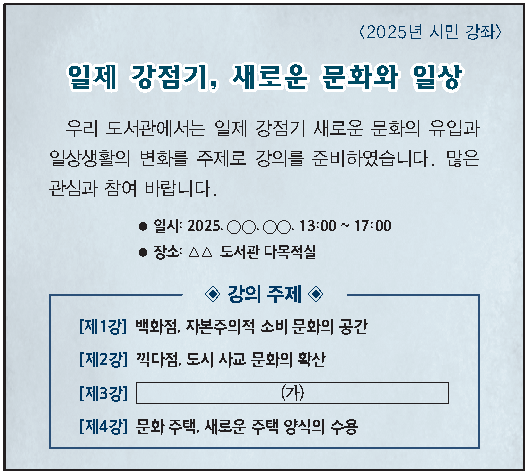 〈2025년 시민 강좌〉
일제 강점기, 새로운 문화와 일상
우리 도서관에서는 일제 강점기 새로운 문화의 유입과
일상생활의 변화를 주제로 강의를 준비하였습니다. 많은
관심과 참여 바랍니다.
● 일시: 2025. ○○. ○○. 13:00 ~ 17:00
● 장소: △△ 도서관 다목적실
◈ 강의 주제 ◈
[제1강] 백화점, 자본주의적 소비 문화의 공간
[제2강] 끽다점, 도시 사교 문화의 확산
[제3강] (가)
[제4강] 문화 주택, 새로운 주택 양식의 수용